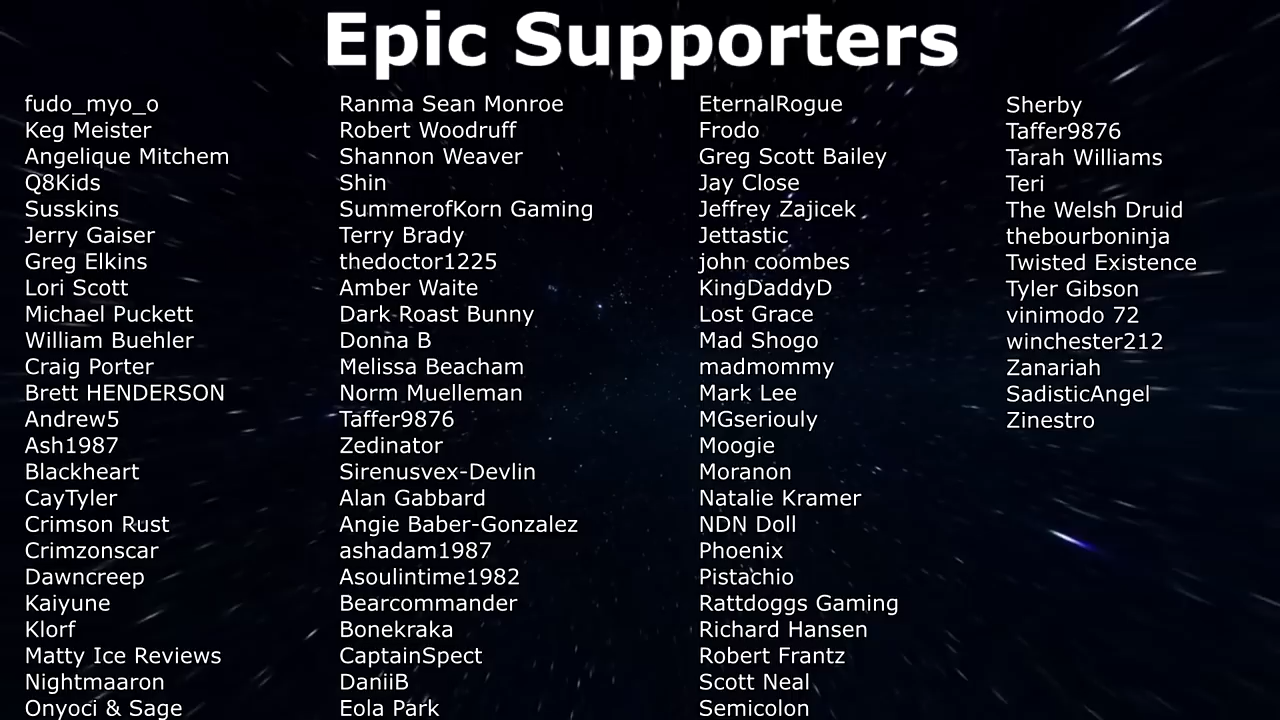 Epic Supporters
fudo_myo_o
Keg Meister
Angelique Mitchem
Q8Kids
Susskins
Jerry Gaiser
Greg Elkins
Lori Scott
Michael Puckett
William Buehler
Craig Porter
Brett HENDERSON
Andrew5
Ash1987
Blackheart
CayTyler
Crimson Rust
Crimzonscar
Dawncreep
Kaiyune
Klorf
Matty Ice Reviews
Nightmaaron
Onyoci & Sage
Ranma Sean Monroe
Robert Woodruff
Shannon Weaver
Shin
SummerofKorn Gaming
Terry Brady
thedoctor1225
Amber Waite
Dark Roast Bunny
Donna B
Melissa Beacham
Norm Muelleman
Taffer9876
Zedinator
Sirenusvex-Devlin
Alan Gabbard
Angie Baber-Gonzalez
ashadam1987
Asoulintime1982
Bearcommander
Bonekraka
CaptainSpect
DaniiB
Eola Park
EternalRogue
Frodo
Greg Scott Bailey
Jay Close
Jeffrey Zajicek
Jettastic
john coombes
KingDaddyD
Lost Grace
Mad Shogo
madmommy
Mark Lee
MGseriouly
Moogie
Moranon
Natalie Kramer
NDN Doll
Phoenix
Pistachio
Rattdoggs Gaming
Richard Hansen
Robert Frantz
Scott Neal
Semicolon
Sherby
Taffer9876
Tarah Williams
Teri
The Welsh Druid
thebourboninja
Twisted Existence
Tyler Gibson
vinimodo 72
winchester212
Zanariah
SadisticAngel
Zinestro